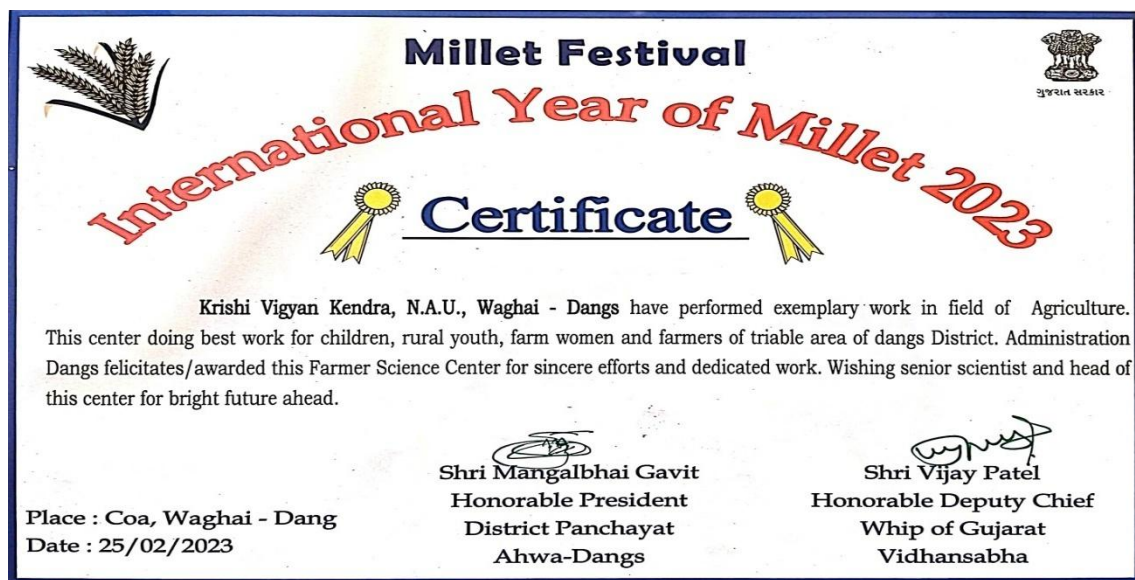 Millet Festival
ગુજરાત સરકાર
International Year of Millet 2023
Certificate
Krishi Vigyan Kendra, N.A.U., Waghai - Dangs have performed exemplary work in field of Agriculture.
This center doing best work for children, rural youth, farm women and farmers of triable area of dangs District. Administration
Dangs felicitates/awarded this Farmer Science Center for sincere efforts and dedicated work. Wishing senior scientist and head of
this center for bright future ahead.
Shri Mangalbhai Gavit
Honorable President
District Panchayat
Ahwa-Dangs
Shri Vijay Patel
Honorable Deputy Chief
Whip of Gujarat
Vidhansabha
Place : Coa, Waghai - Dang
Date : 25/02/2023